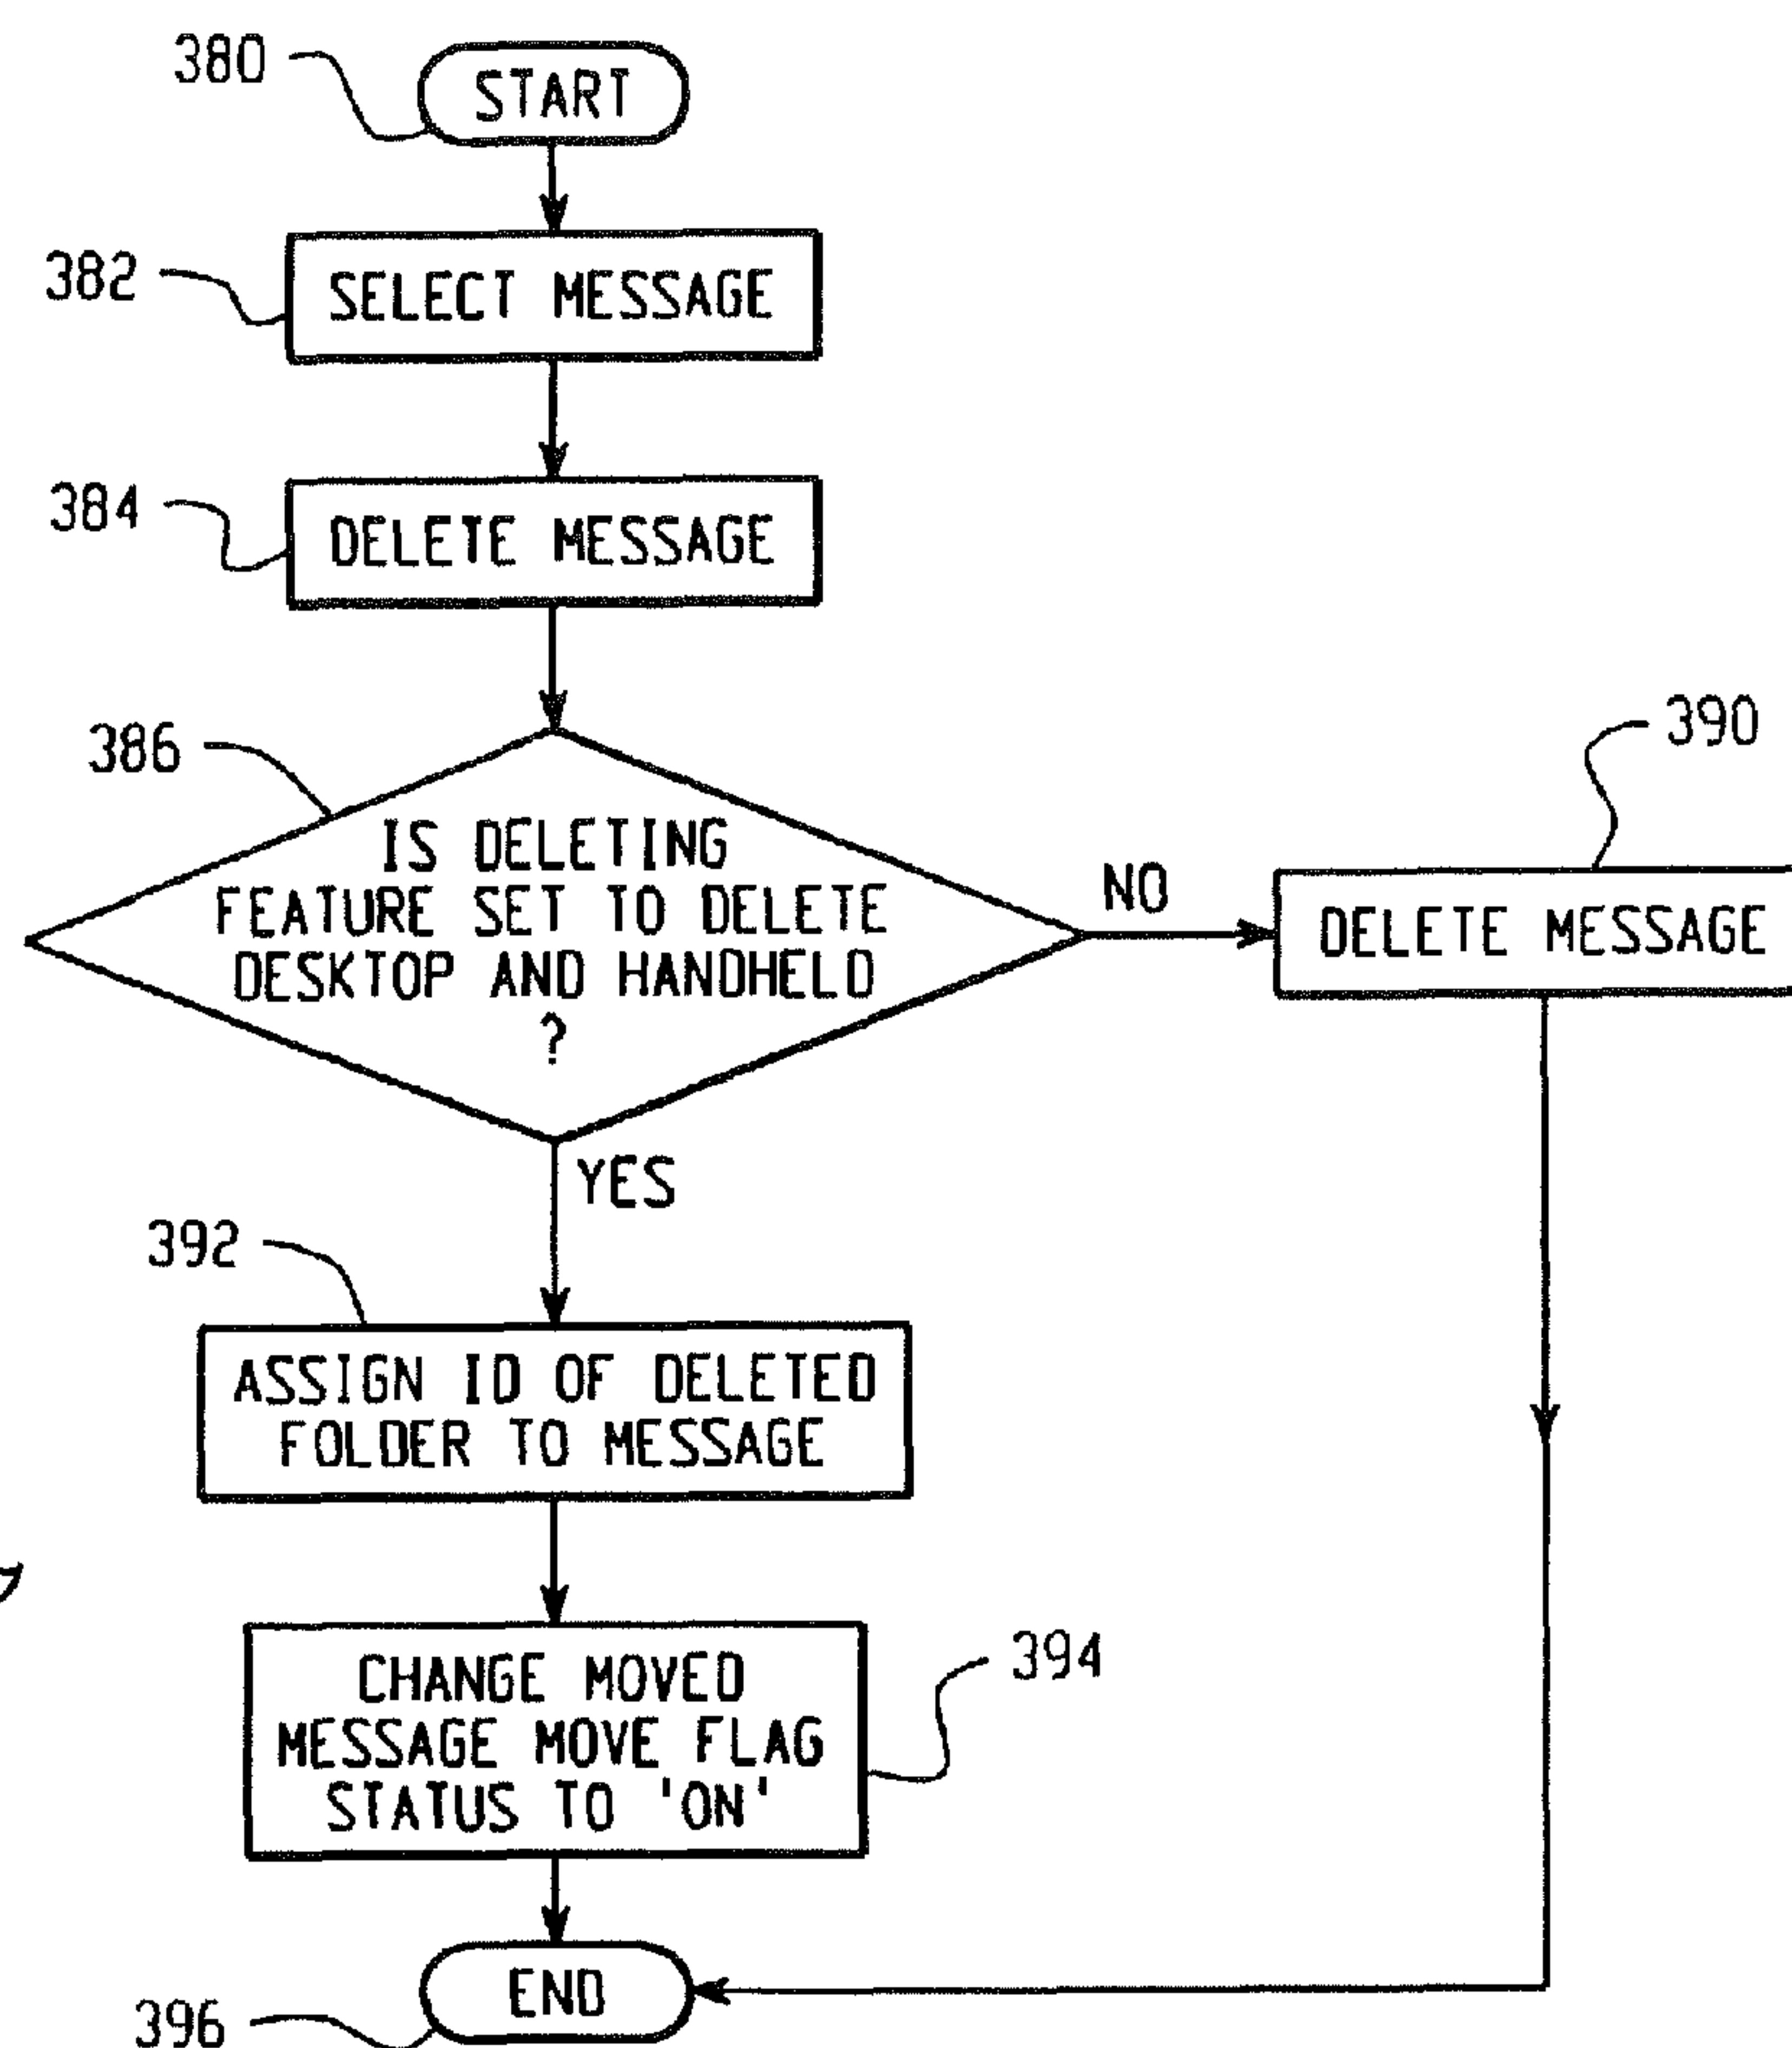 380
START
382
SELECT MESSAGE
384
DELETE MESSAGE
386
IS DELETING
FEATURE SET TO DELETE
DESKTOP AND HANDHELD
?
NO
390
DELETE MESSAGE
YES
392
ASSIGN ID OF DELETED
FOLDER TO MESSAGE
394
CHANGE MOVED
MESSAGE MOVE FLAG
STATUS TO 'ON'
END
396